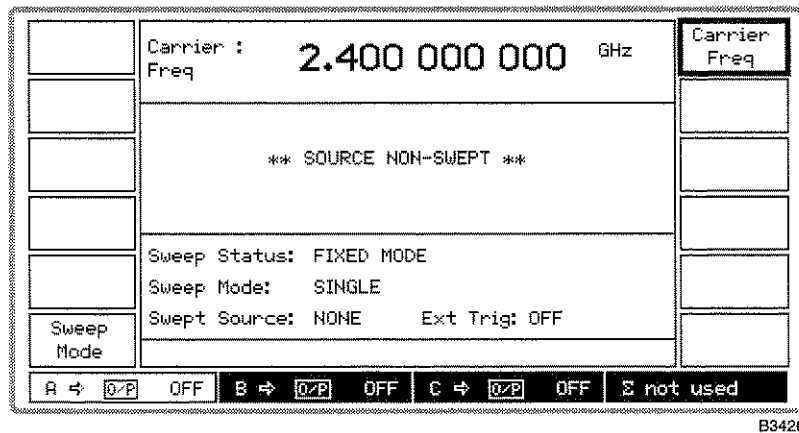 Carrier :
Freq
2.400 000 000 GHz
Carrier
Freq
** SOURCE NON-SWEPT **
Sweep Status: FIXED MODE
Sweep Mode: SINGLE
Swept Source: NONE Ext Trig: OFF
Sweep
Mode
A ⇨ O/P OFF B ⇨ O/P OFF C ⇨ O/P OFF Σ not used
B3426